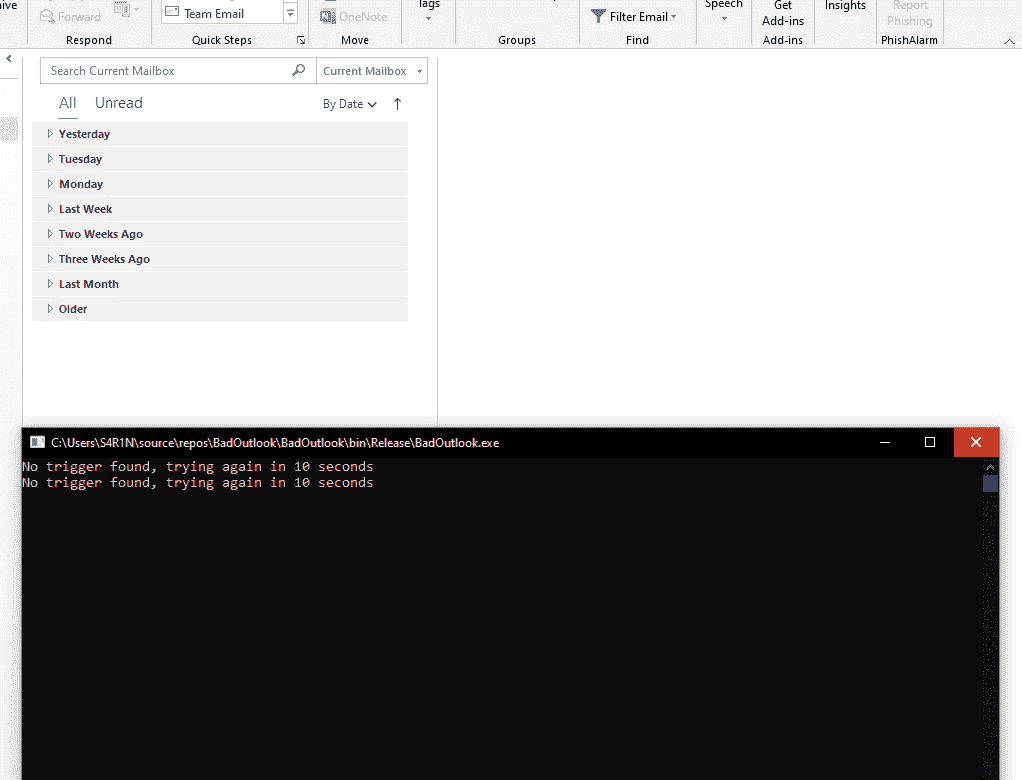 ive
Tags
Speech
Get
Insights
Report
Forward
Team Email
OneNote
Filter Email
Add-ins
Phishing
Respond
Quick Steps
Move
Groups
Find
Add-ins
PhishAlarm
Search Current Mailbox
Current Mailbox
All
Unread
By Date
Yesterday
Tuesday
Monday
Last Week
Two Weeks Ago
Three Weeks Ago
Last Month
Older
C:\Users\S4R1N\source\repos\BadOutlook\BadOutlook\bin\Release\BadOutlook.exe
No trigger found, trying again in 10 seconds
No trigger found, trying again in 10 seconds